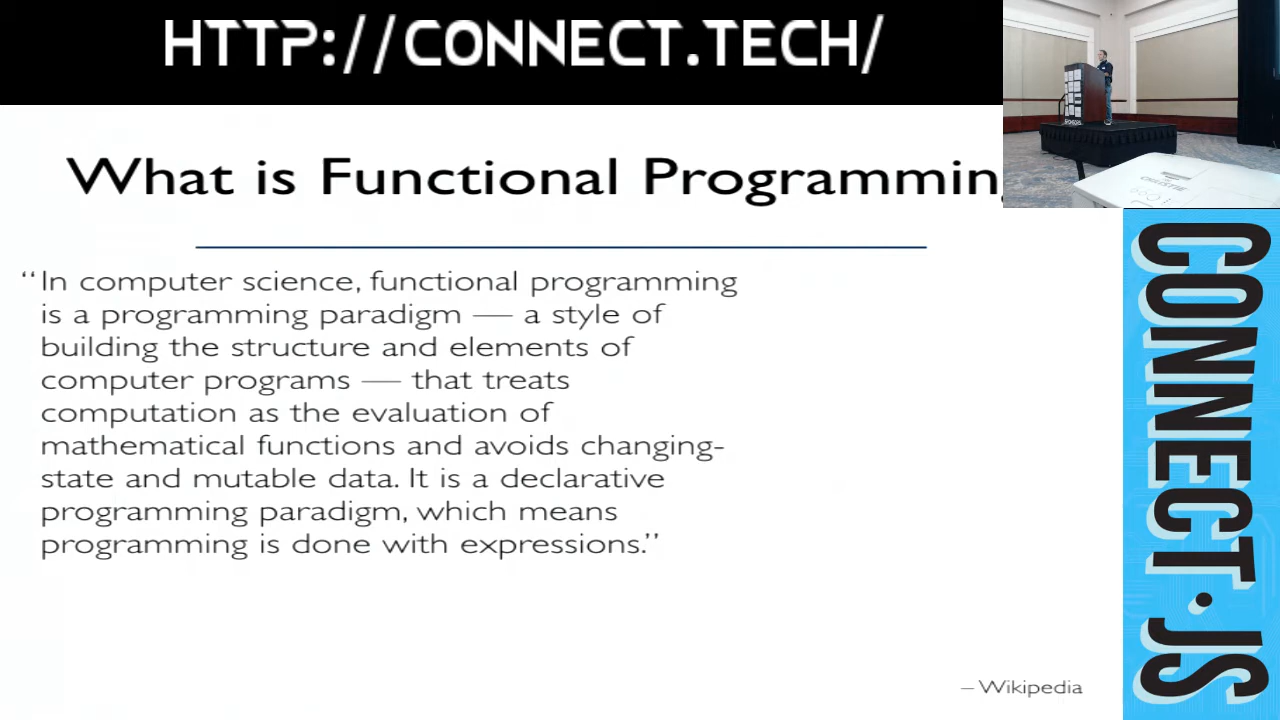 HTTP://CONNECT.TECH/
What is Functional Programmin
“In computer science, functional programming
is a programming paradigm — a style of
building the structure and elements of
computer programs — that treats
computation as the evaluation of
mathematical functions and avoids changing-
state and mutable data. It is a declarative
programming paradigm, which means
programming is done with expressions.”
– Wikipedia
CONNECT.JS
SPONSORS
CHRISTIE